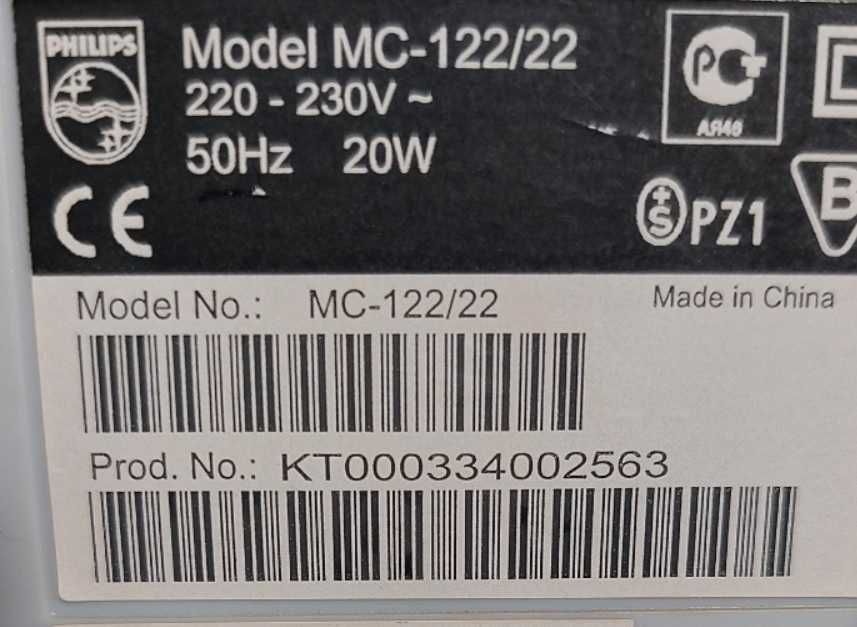 PHILIPS
Model MC-122/22
220 - 230V ~
50Hz 20W
АЯ46
CE
S PZ1
B
Model No.: MC-122/22
Made in China
Prod. No.: KT000334002563